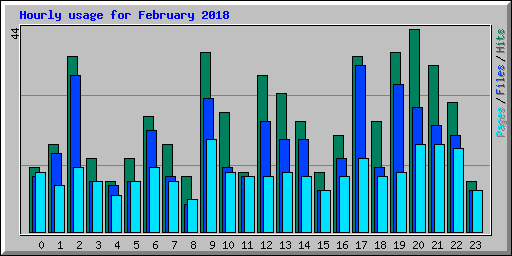 Hourly usage for February 2018
44
Pages/Files/Hits
0 1 2 3 4 5 6 7 8 9 10 11 12 13 14 15 16 17 18 19 20 21 22 23